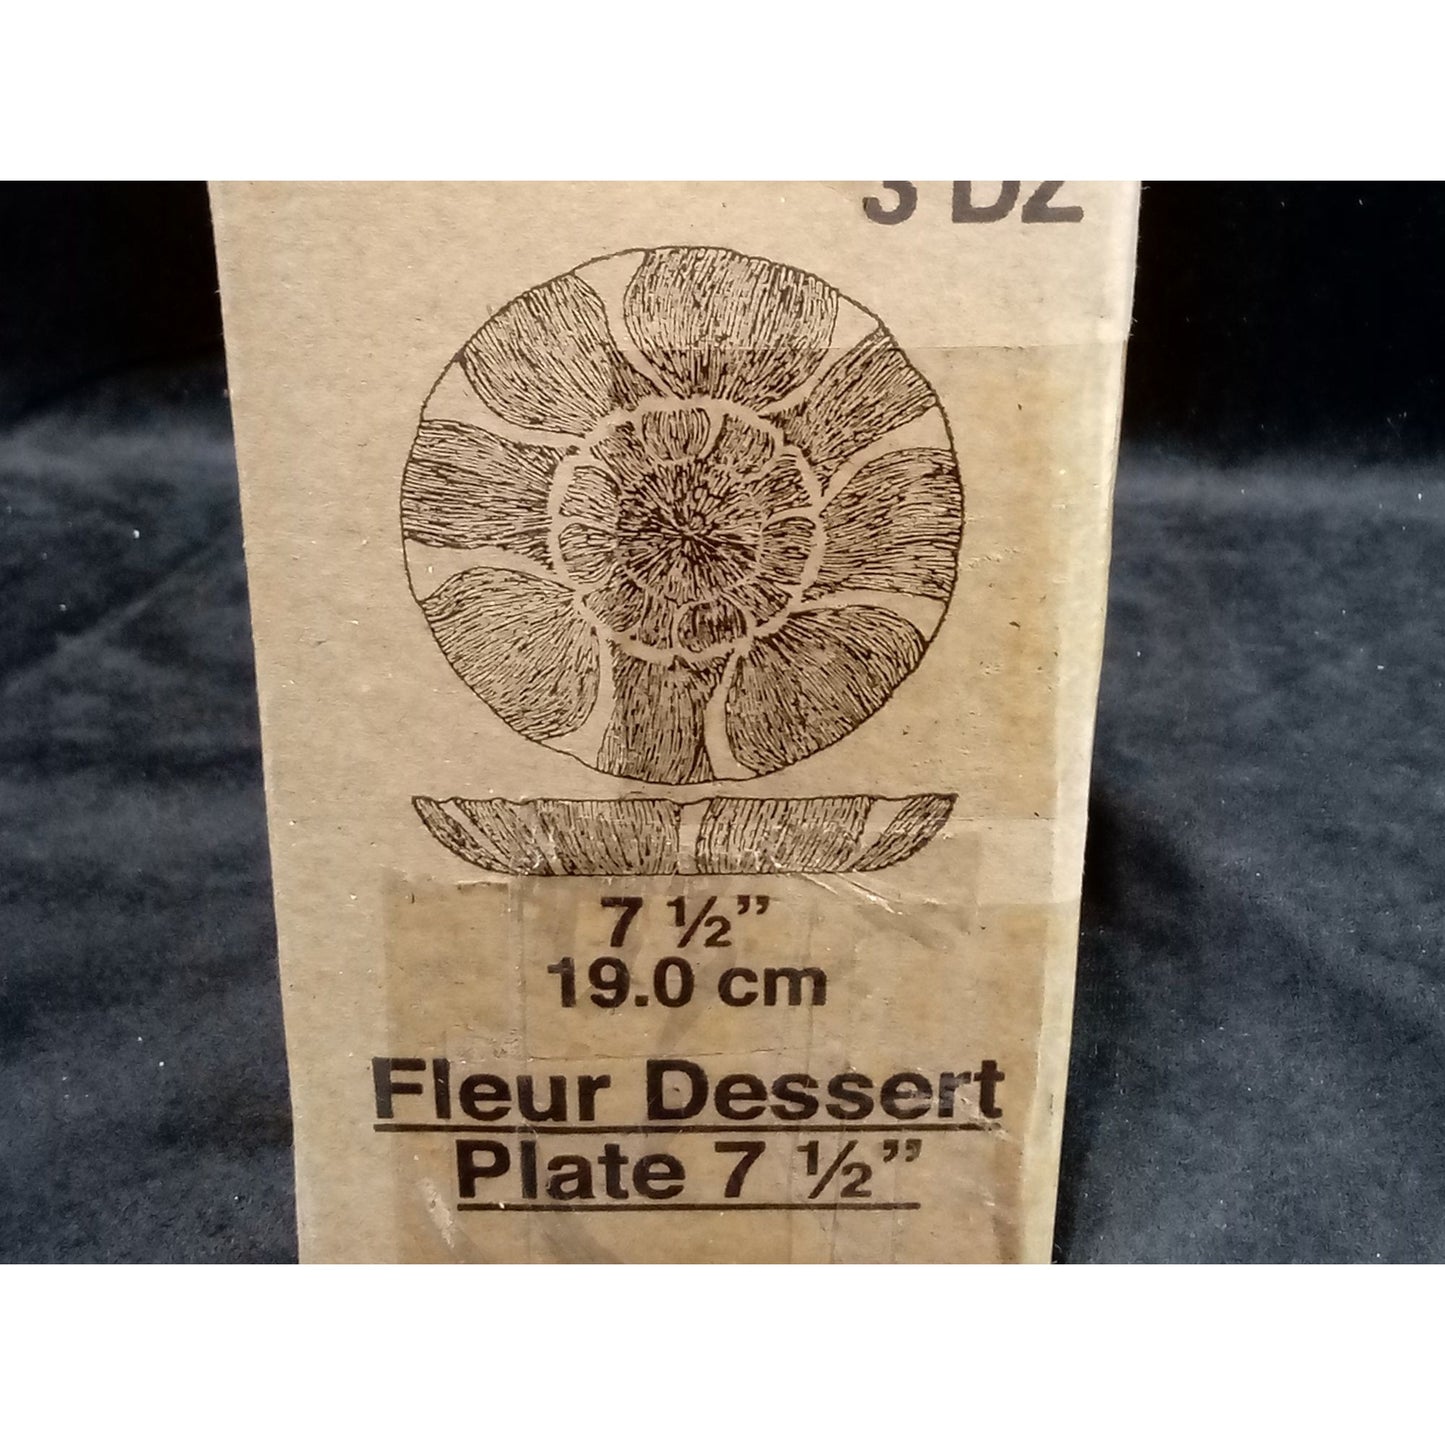 3 DZ
7 ½”
19.0 cm
Fleur Dessert
Plate 7 ½”